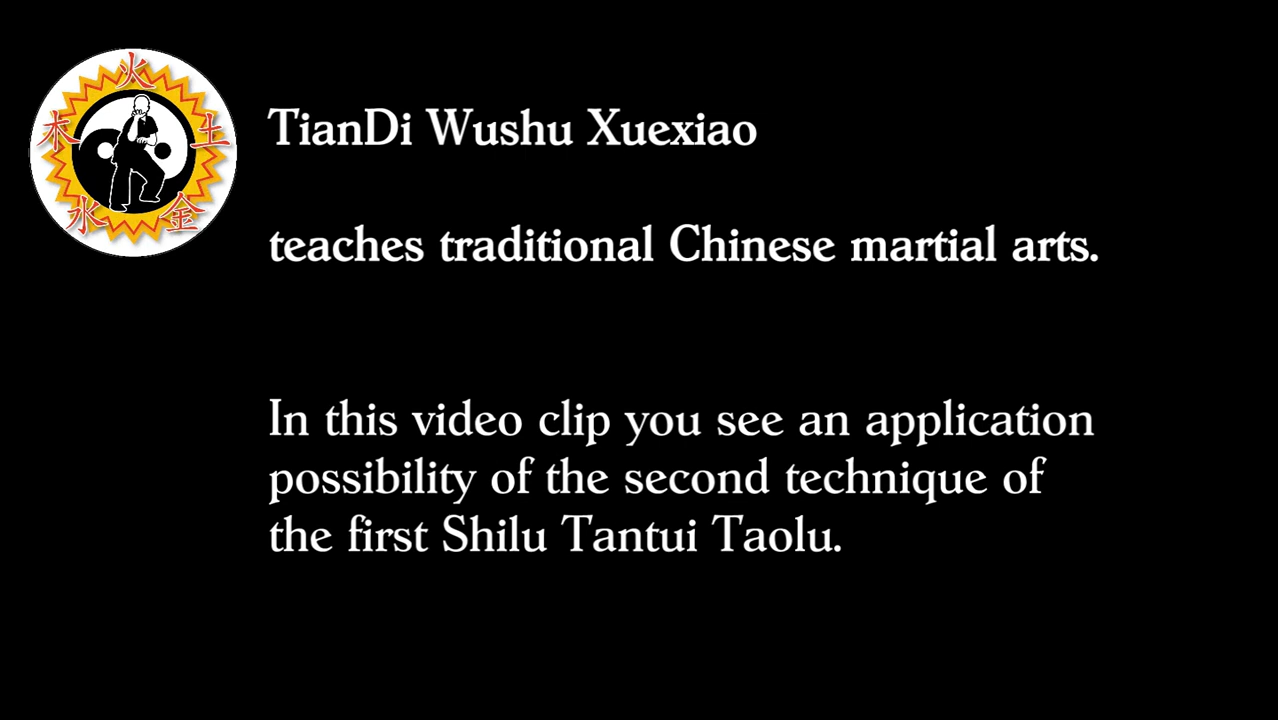 火
木
土
水
金
TianDi Wushu Xuexiao
teaches traditional Chinese martial arts.
In this video clip you see an application
possibility of the second technique of
the first Shilu Tantui Taolu.